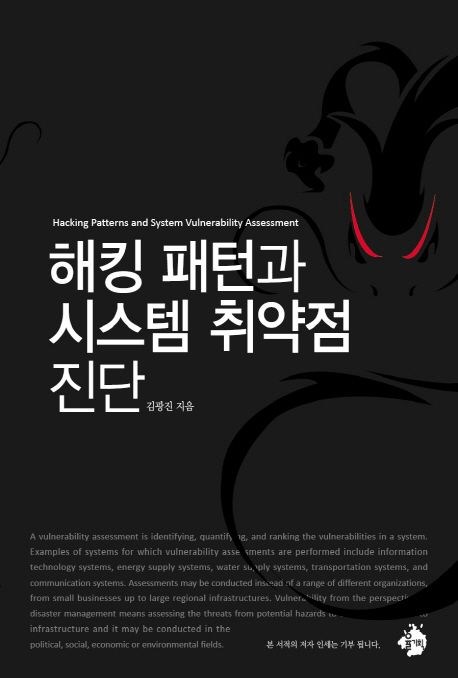 Hacking Patterns and System Vulnerability Assessment
해킹 패턴과
시스템 취약점
진단
김광진 지음
A vulnerability assessment is identifying, quantifying, and ranking the vulnerabilities in a system.
Examples of systems for which vulnerability assessments are performed include information
technology systems, energy supply systems, water supply systems, transportation systems, and
communication systems. Assessments may be conducted instead of a range of different organizations,
from small businesses up to large regional infrastructures. Vulnerability from the perspective
disaster management means assessing the threats from potential hazards to
infrastructure and it may be conducted in the
political, social, economic or environmental fields.
본 서적의 저자 인세는 기부 됩니다.